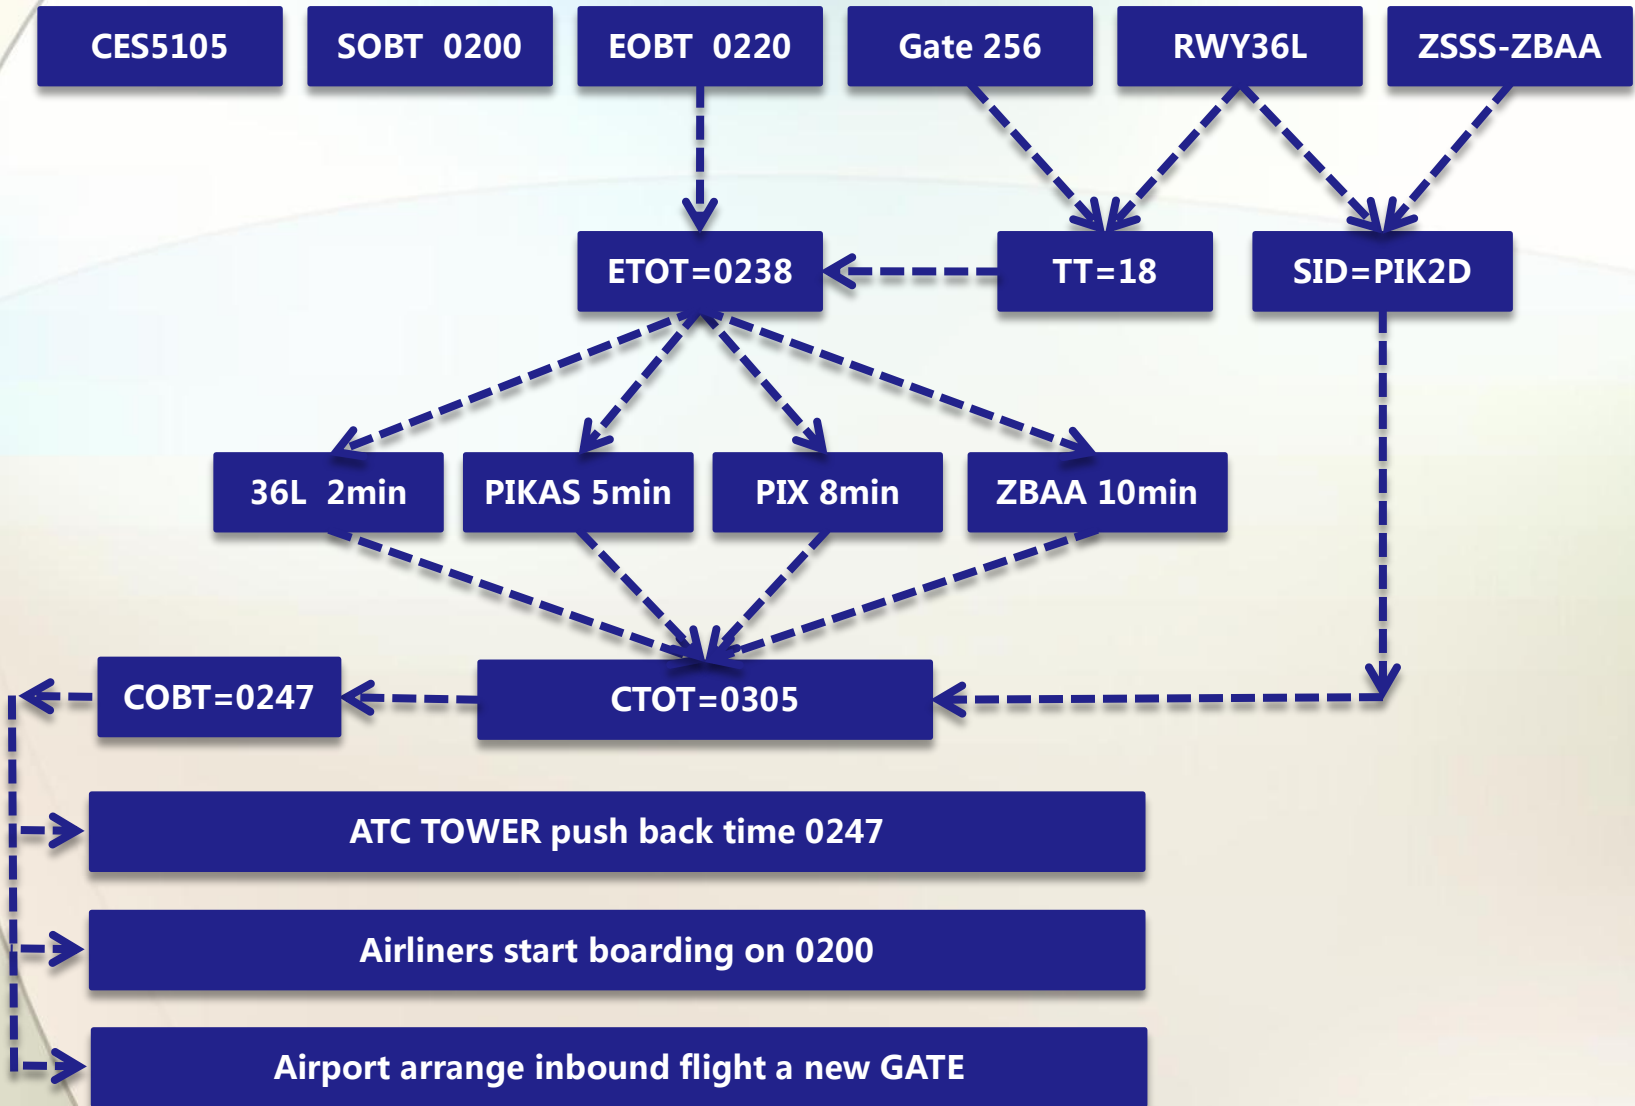 CES5105
SOBT  0200
EOBT  0220
Gate 256
RWY36L
ZSSS-ZBAA
ETOT=0238
TT=18
SID=PIK2D
36L  2min
PIKAS 5min
PIX 8min
ZBAA 10min
COBT=0247
CTOT=0305
ATC TOWER push back time 0247
Airliners start boarding on 0200
Airport arrange inbound flight a new GATE